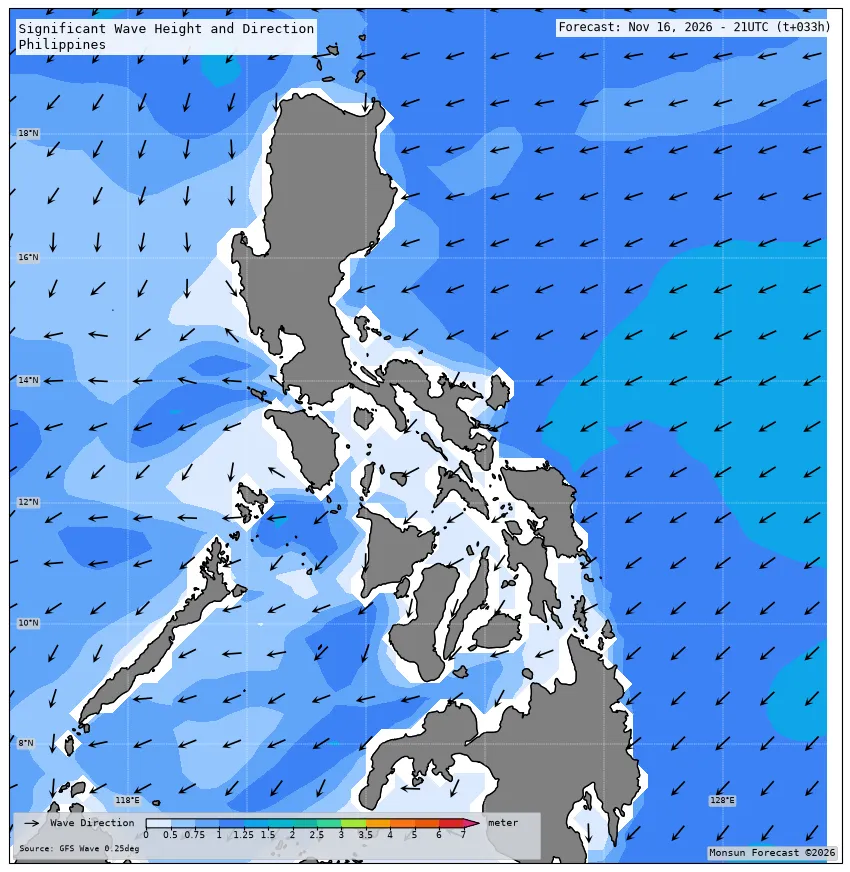 Significant Wave Height and Direction
Philippines
Forecast: Nov 16, 2026 - 21UTC (t+033h)
18°N
16°N
14°N
12°N
10°N
8°N
118°E
128°E
Wave Direction
0 0.5 0.75 1 1.25 1.5 2 2.5 3 3.5 4 5 6 7
meter
Source: GFS Wave 0.25deg
Monsun Forecast ©2026